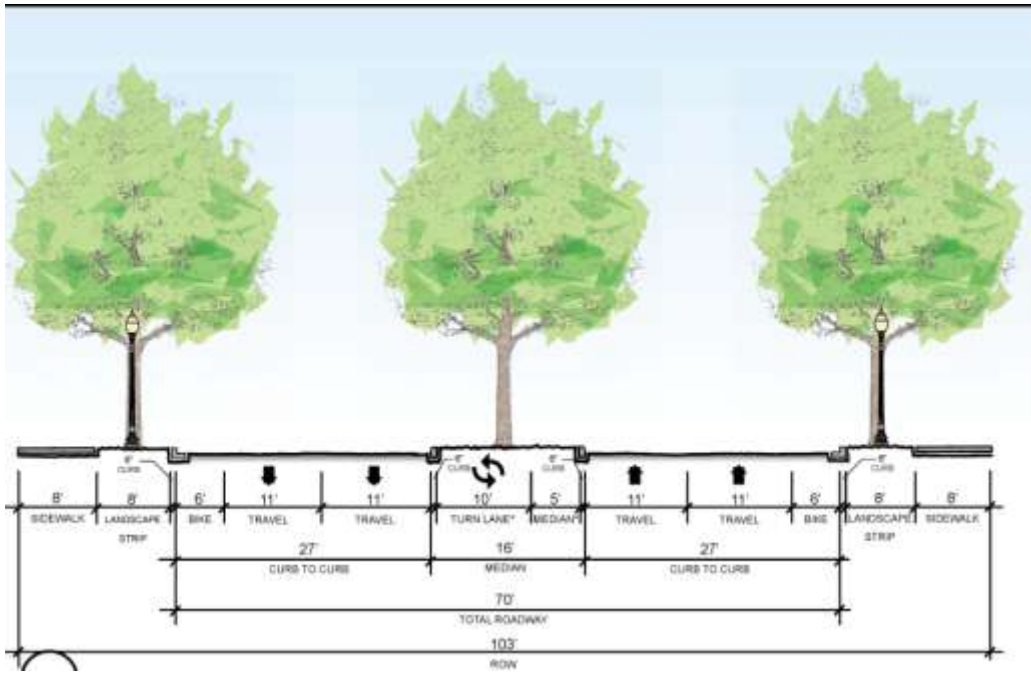 6" 6" 6" 6"
CURB CURB CURB CURB
8' 8' 6' 11' 11' 10' 5' 11' 11' 6' 8' 8'
SIDEWALK LANDSCAPE BIKE TRAVEL TRAVEL TURN LANE* MEDIAN* TRAVEL TRAVEL BIKE LANDSCAPE SIDEWALK
STRIP STRIP
27' 16' 27'
CURB TO CURB MEDIAN CURB TO CURB
70'
TOTAL ROADWAY
103'
ROW